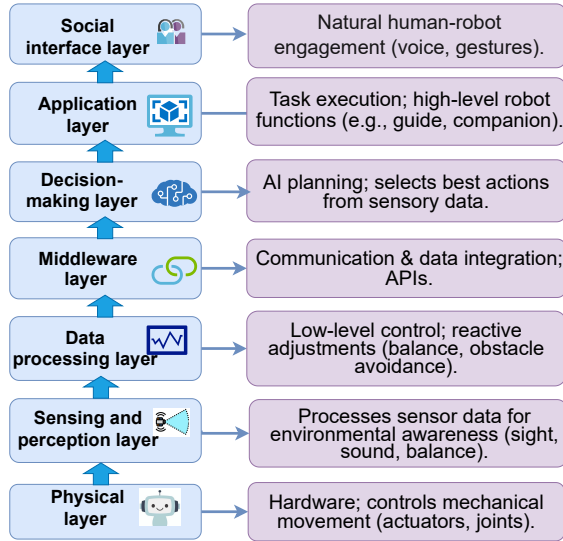 Social
interface layer
Natural human-robot
engagement (voice, gestures).
Application
layer
Task execution; high-level robot
functions (e.g., guide, companion).
Decision-
making layer
AI planning; selects best actions
from sensory data.
Middleware
layer
Communication & data integration;
APIs.
Data
processing layer
Low-level control; reactive
adjustments (balance, obstacle
avoidance).
Sensing and
perception layer
Processes sensor data for
environmental awareness (sight,
sound, balance).
Physical
layer
Hardware; controls mechanical
movement (actuators, joints).